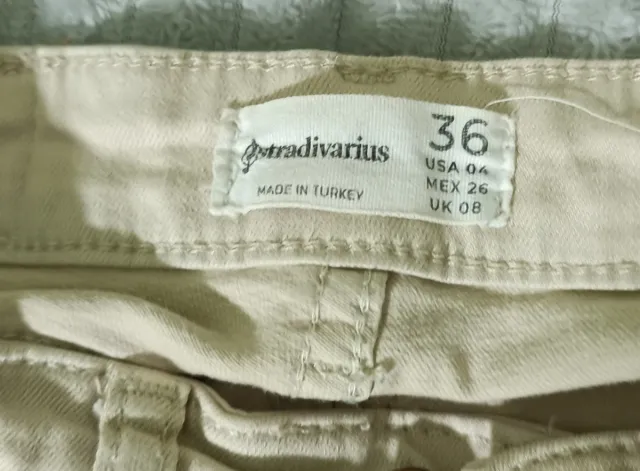 stradivarius
MADE IN TURKEY
36
USA 04
MEX 26
UK 08